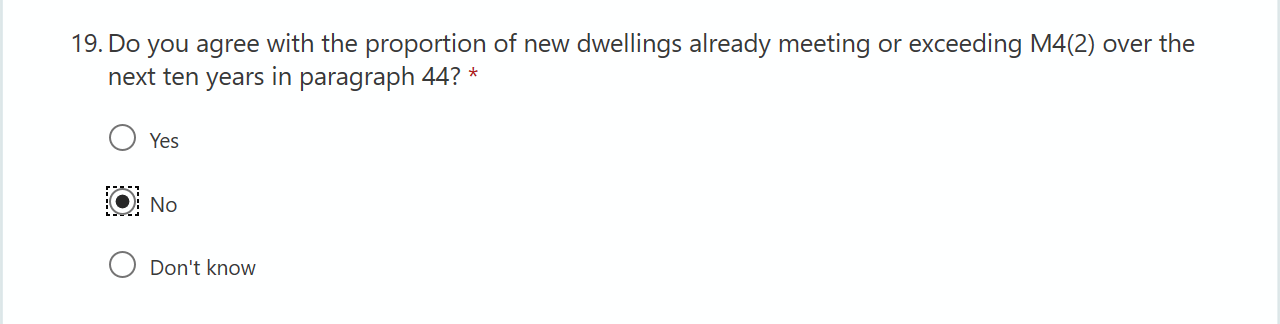 19. Do you agree with the proportion of new dwellings already meeting or exceeding M4(2) over the
next ten years in paragraph 44? *
Yes
No
Don't know